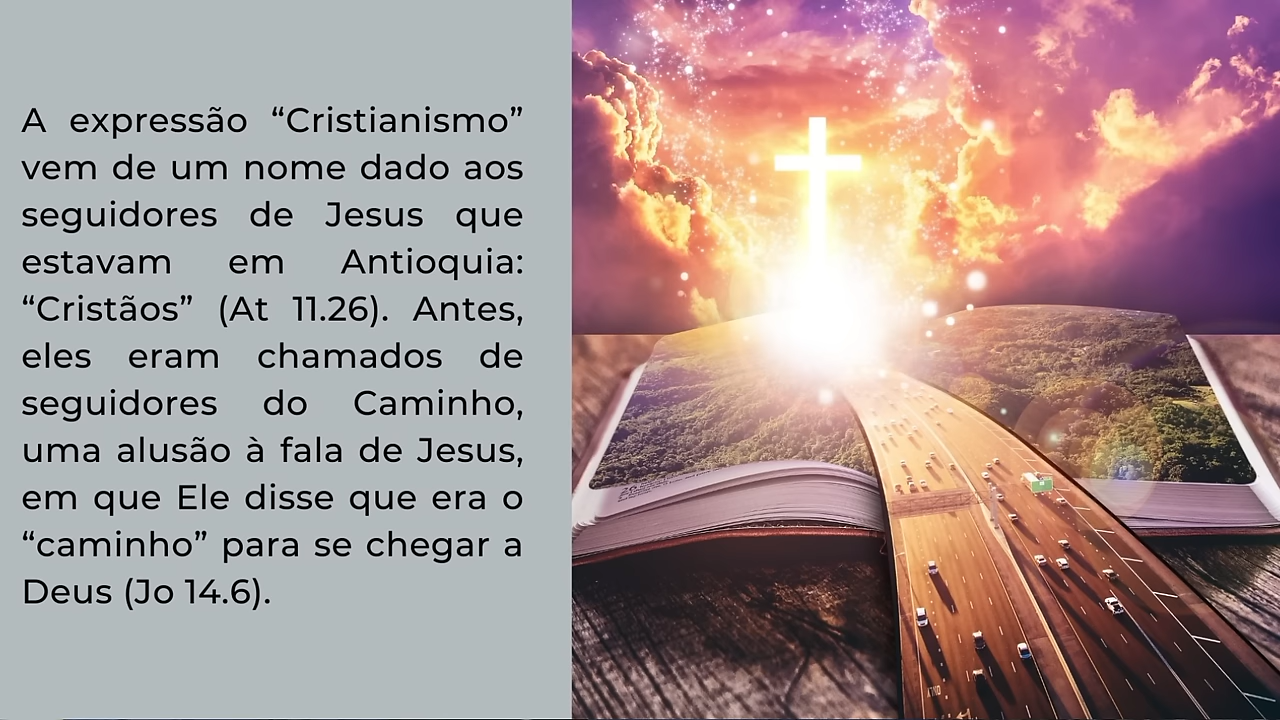 A expressão “Cristianismo”
vem de um nome dado aos
seguidores de Jesus que
estavam em Antioquia:
“Cristãos” (At 11.26). Antes,
eles eram chamados de
seguidores do Caminho,
uma alusão à fala de Jesus,
em que Ele disse que era o
“caminho” para se chegar a
Deus (Jo 14.6).